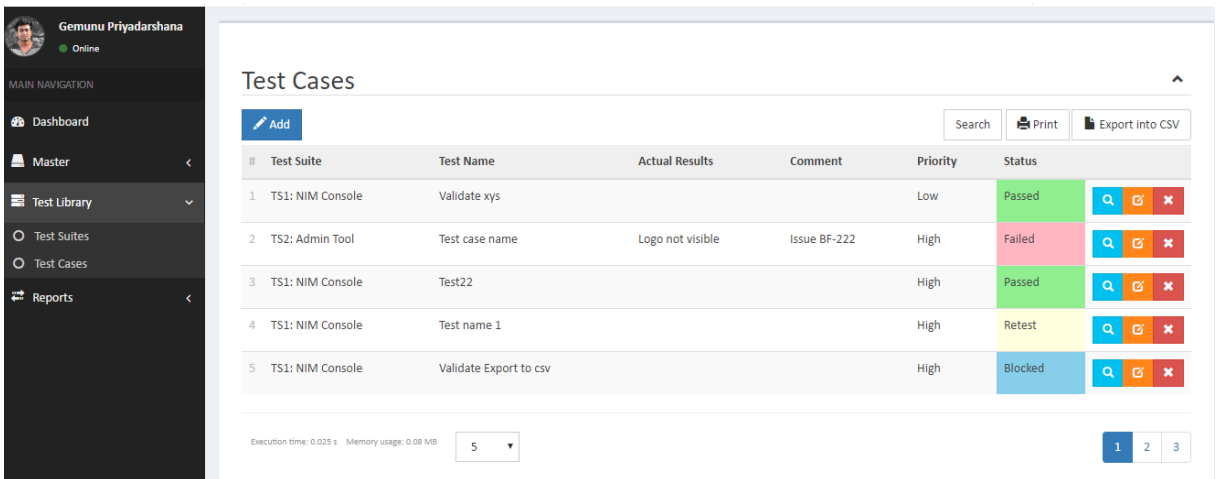 Gemunu Priyadarshana
Online
MAIN NAVIGATION
Dashboard
Master
Test Library
Test Suites
Test Cases
Reports
Test Cases
Add
Search Print Export into CSV
# Test Suite Test Name Actual Results Comment Priority Status
1 TS1: NIM Console Validate xys Low Passed
2 TS2: Admin Tool Test case name Logo not visible Issue BF-222 High Failed
3 TS1: NIM Console Test22 High Passed
4 TS1: NIM Console Test name 1 High Retest
5 TS1: NIM Console Validate Export to csv High Blocked
Execution time: 0.025 s Memory usage: 0.08 MB 5 1 2 3